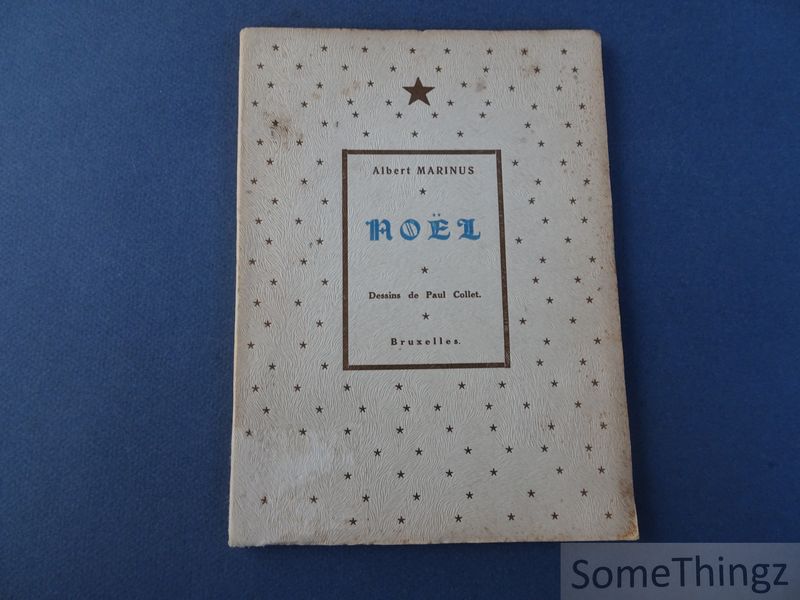 Albert MARINUS
NOËL
Dessins de Paul Collet.
Bruxelles.
SomeThingz